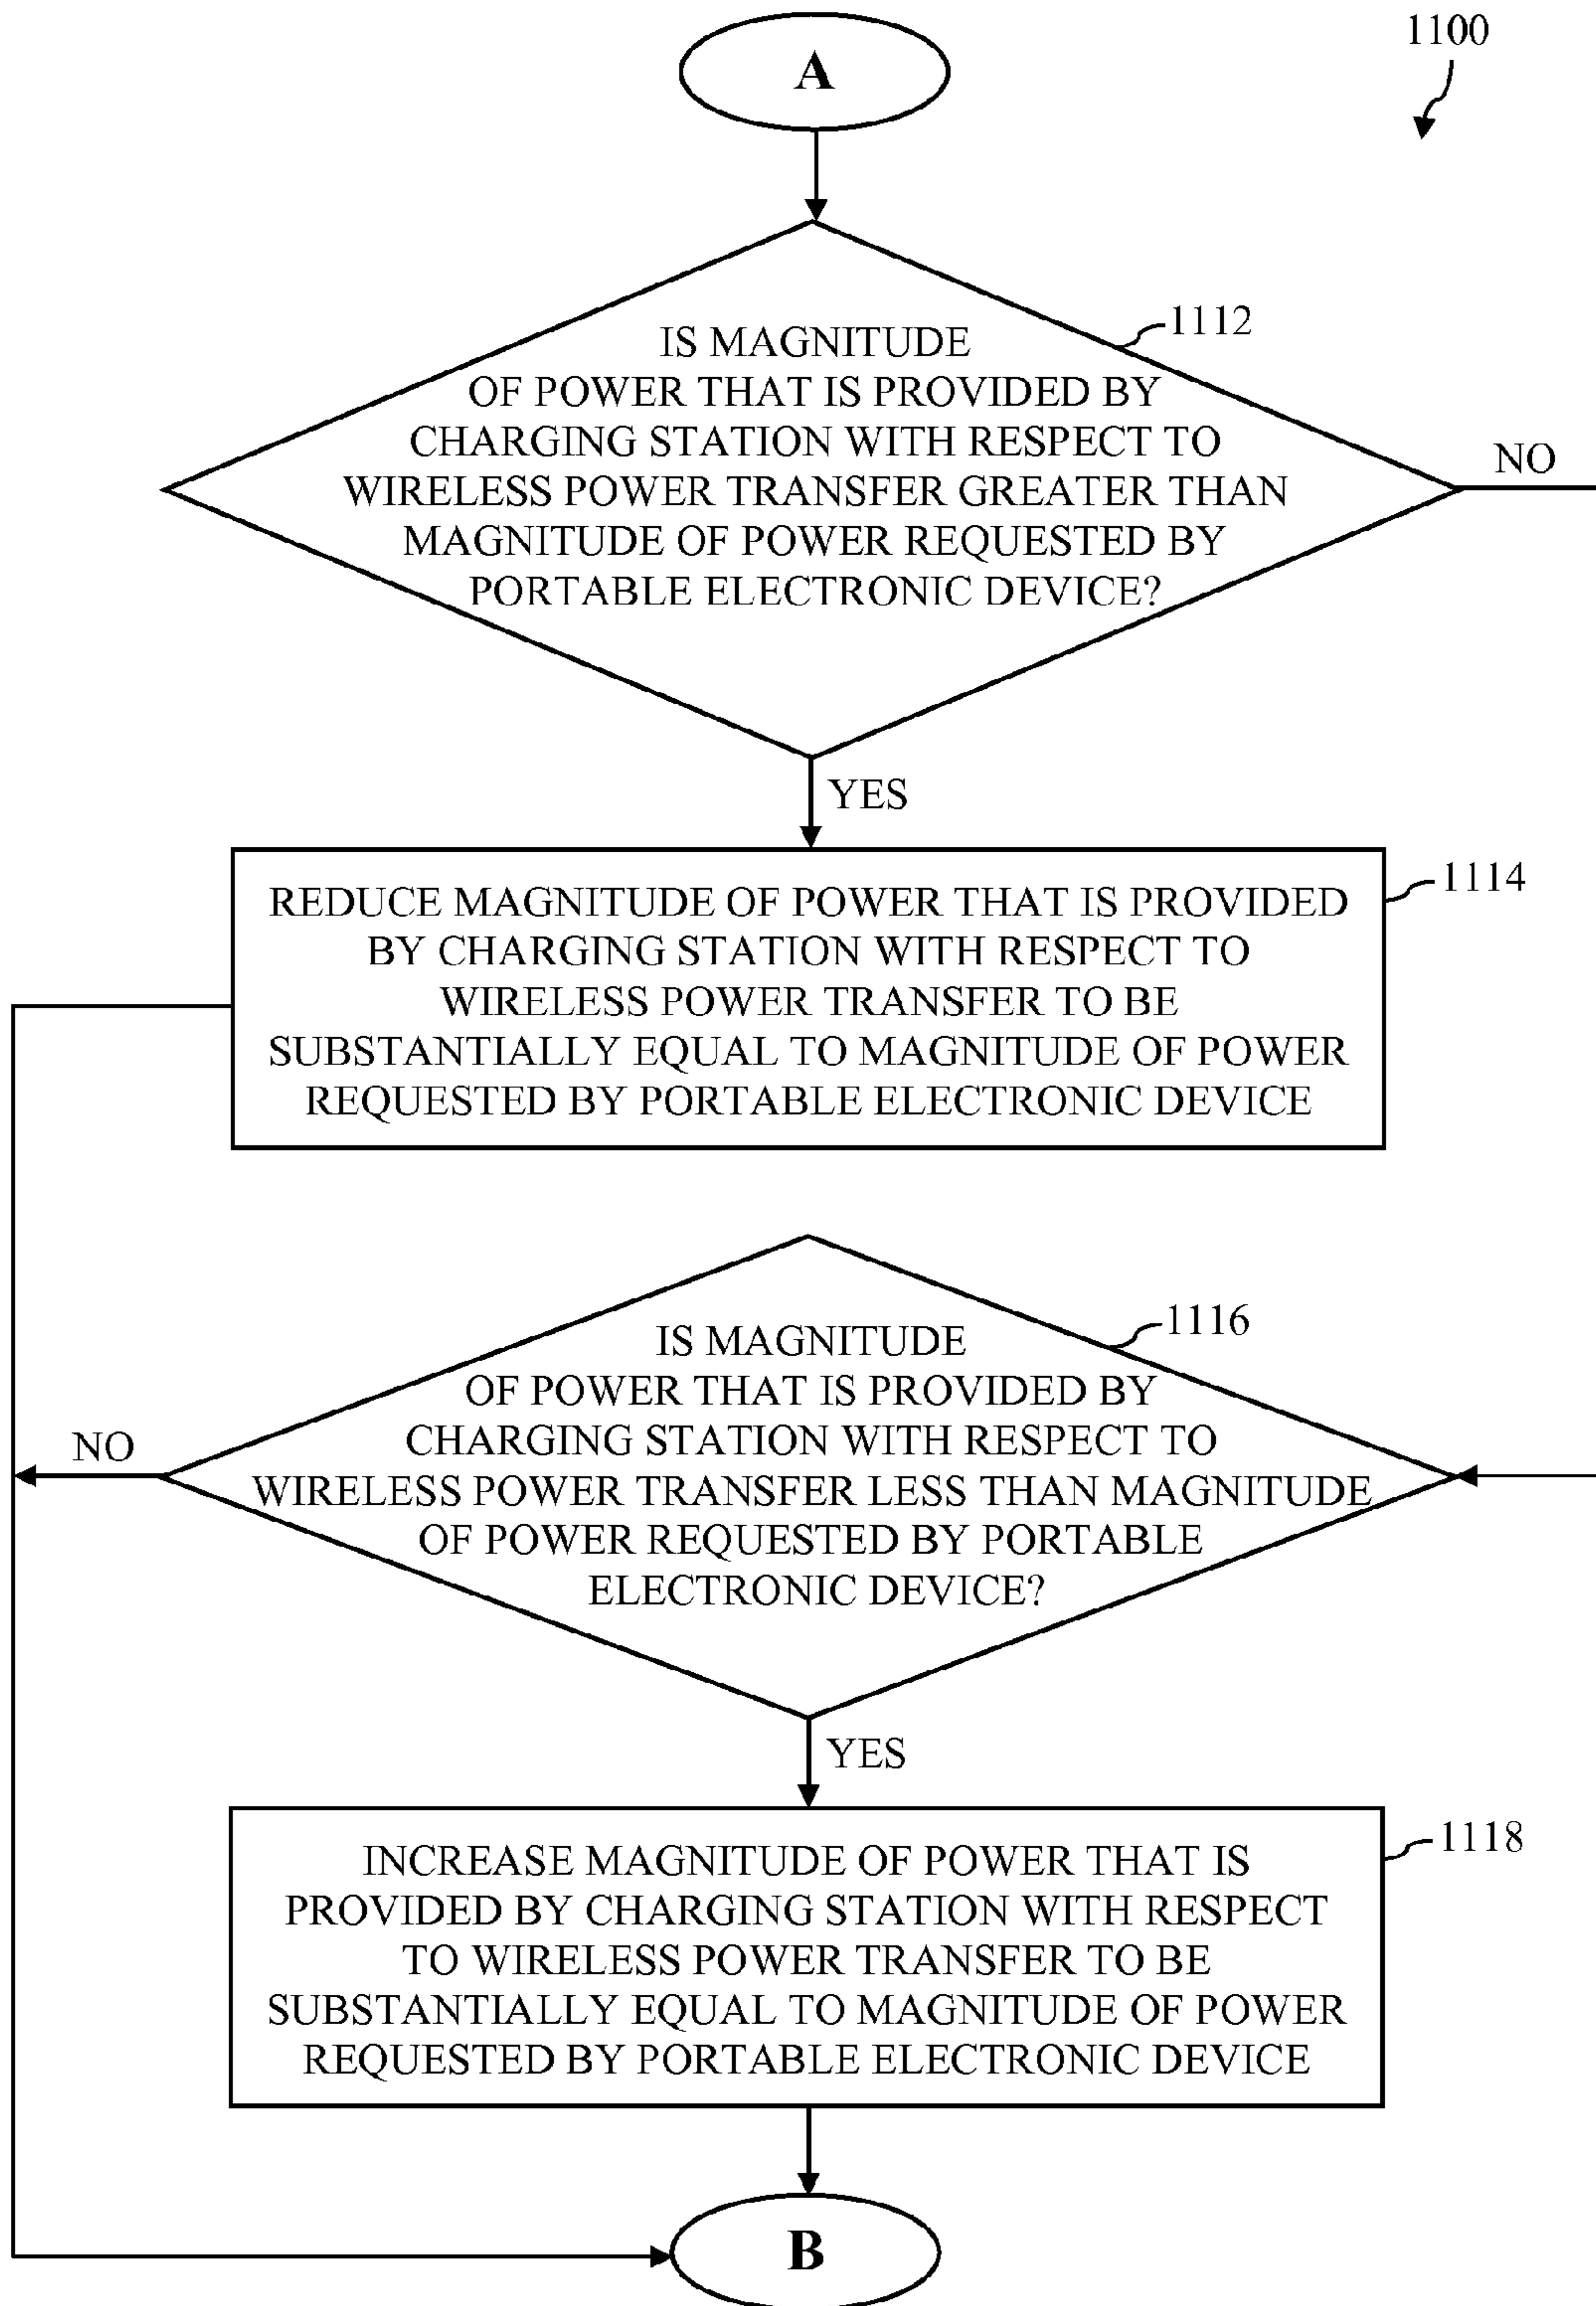 1100
A
1112
IS MAGNITUDE
OF POWER THAT IS PROVIDED BY
CHARGING STATION WITH RESPECT TO
WIRELESS POWER TRANSFER GREATER THAN
MAGNITUDE OF POWER REQUESTED BY
PORTABLE ELECTRONIC DEVICE?
NO
YES
1114
REDUCE MAGNITUDE OF POWER THAT IS PROVIDED
BY CHARGING STATION WITH RESPECT TO
WIRELESS POWER TRANSFER TO BE
SUBSTANTIALLY EQUAL TO MAGNITUDE OF POWER
REQUESTED BY PORTABLE ELECTRONIC DEVICE
1116
IS MAGNITUDE
OF POWER THAT IS PROVIDED BY
CHARGING STATION WITH RESPECT TO
WIRELESS POWER TRANSFER LESS THAN MAGNITUDE
OF POWER REQUESTED BY PORTABLE
ELECTRONIC DEVICE?
NO
YES
1118
INCREASE MAGNITUDE OF POWER THAT IS
PROVIDED BY CHARGING STATION WITH RESPECT
TO WIRELESS POWER TRANSFER TO BE
SUBSTANTIALLY EQUAL TO MAGNITUDE OF POWER
REQUESTED BY PORTABLE ELECTRONIC DEVICE
B